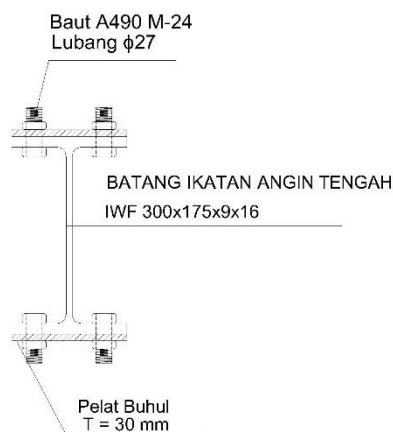 Baut A490 M-24
Lubang ϕ27
BATANG IKATAN ANGIN TENGAH
IWF 300x175x9x16
Pelat Buhul
T = 30 mm